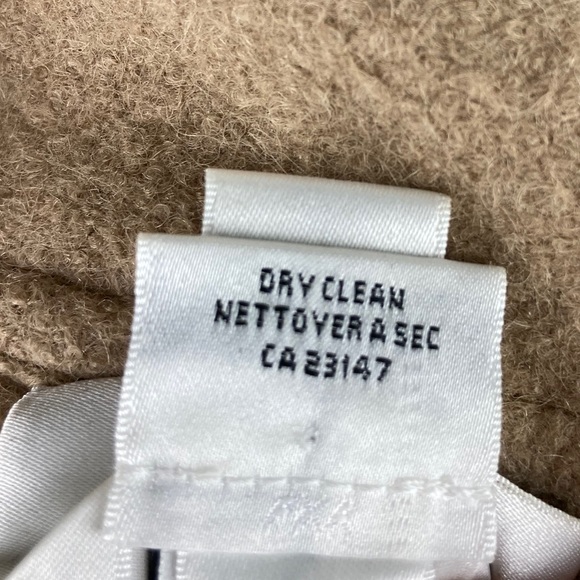 DRY CLEAN
NETTOYER A SEC
CA 23147